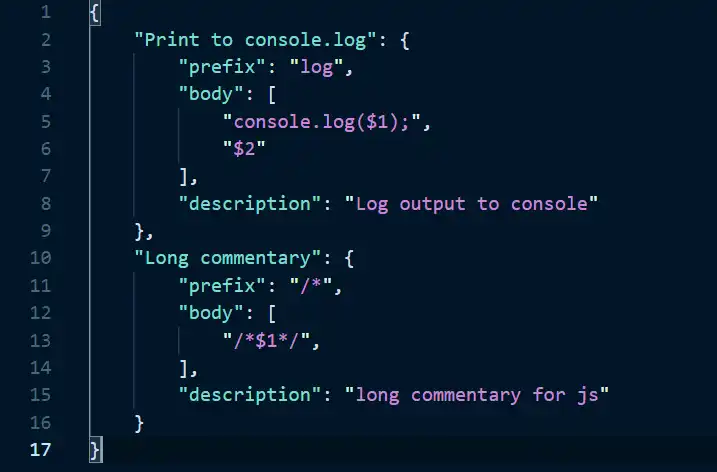 1 {
2     "Print to console.log": {
3         "prefix": "log",
4         "body": [
5             "console.log($1);",
6             "$2"
7         ],
8         "description": "Log output to console"
9     },
10     "Long commentary": {
11         "prefix": "/*",
12         "body": [
13             "/*$1*/",
14         ],
15         "description": "long commentary for js"
16     }
17 }